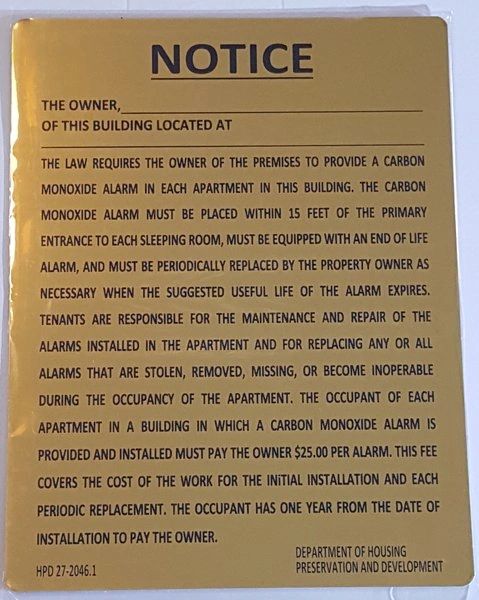 NOTICE
THE OWNER,
OF THIS BUILDING LOCATED AT
THE LAW REQUIRES THE OWNER OF THE PREMISES TO PROVIDE A CARBON
MONOXIDE ALARM IN EACH APARTMENT IN THIS BUILDING. THE CARBON
MONOXIDE ALARM MUST BE PLACED WITHIN 15 FEET OF THE PRIMARY
ENTRANCE TO EACH SLEEPING ROOM, MUST BE EQUIPPED WITH AN END OF LIFE
ALARM, AND MUST BE PERIODICALLY REPLACED BY THE PROPERTY OWNER AS
NECESSARY WHEN THE SUGGESTED USEFUL LIFE OF THE ALARM EXPIRES.
TENANTS ARE RESPONSIBLE FOR THE MAINTENANCE AND REPAIR OF THE
ALARMS INSTALLED IN THE APARTMENT AND FOR REPLACING ANY OR ALL
ALARMS THAT ARE STOLEN, REMOVED, MISSING, OR BECOME INOPERABLE
DURING THE OCCUPANCY OF THE APARTMENT. THE OCCUPANT OF EACH
APARTMENT IN A BUILDING IN WHICH A CARBON MONOXIDE ALARM IS
PROVIDED AND INSTALLED MUST PAY THE OWNER $25.00 PER ALARM. THIS FEE
COVERS THE COST OF THE WORK FOR THE INITIAL INSTALLATION AND EACH
PERIODIC REPLACEMENT. THE OCCUPANT HAS ONE YEAR FROM THE DATE OF
INSTALLATION TO PAY THE OWNER.
DEPARTMENT OF HOUSING
HPD 27-2046.1 PRESERVATION AND DEVELOPMENT